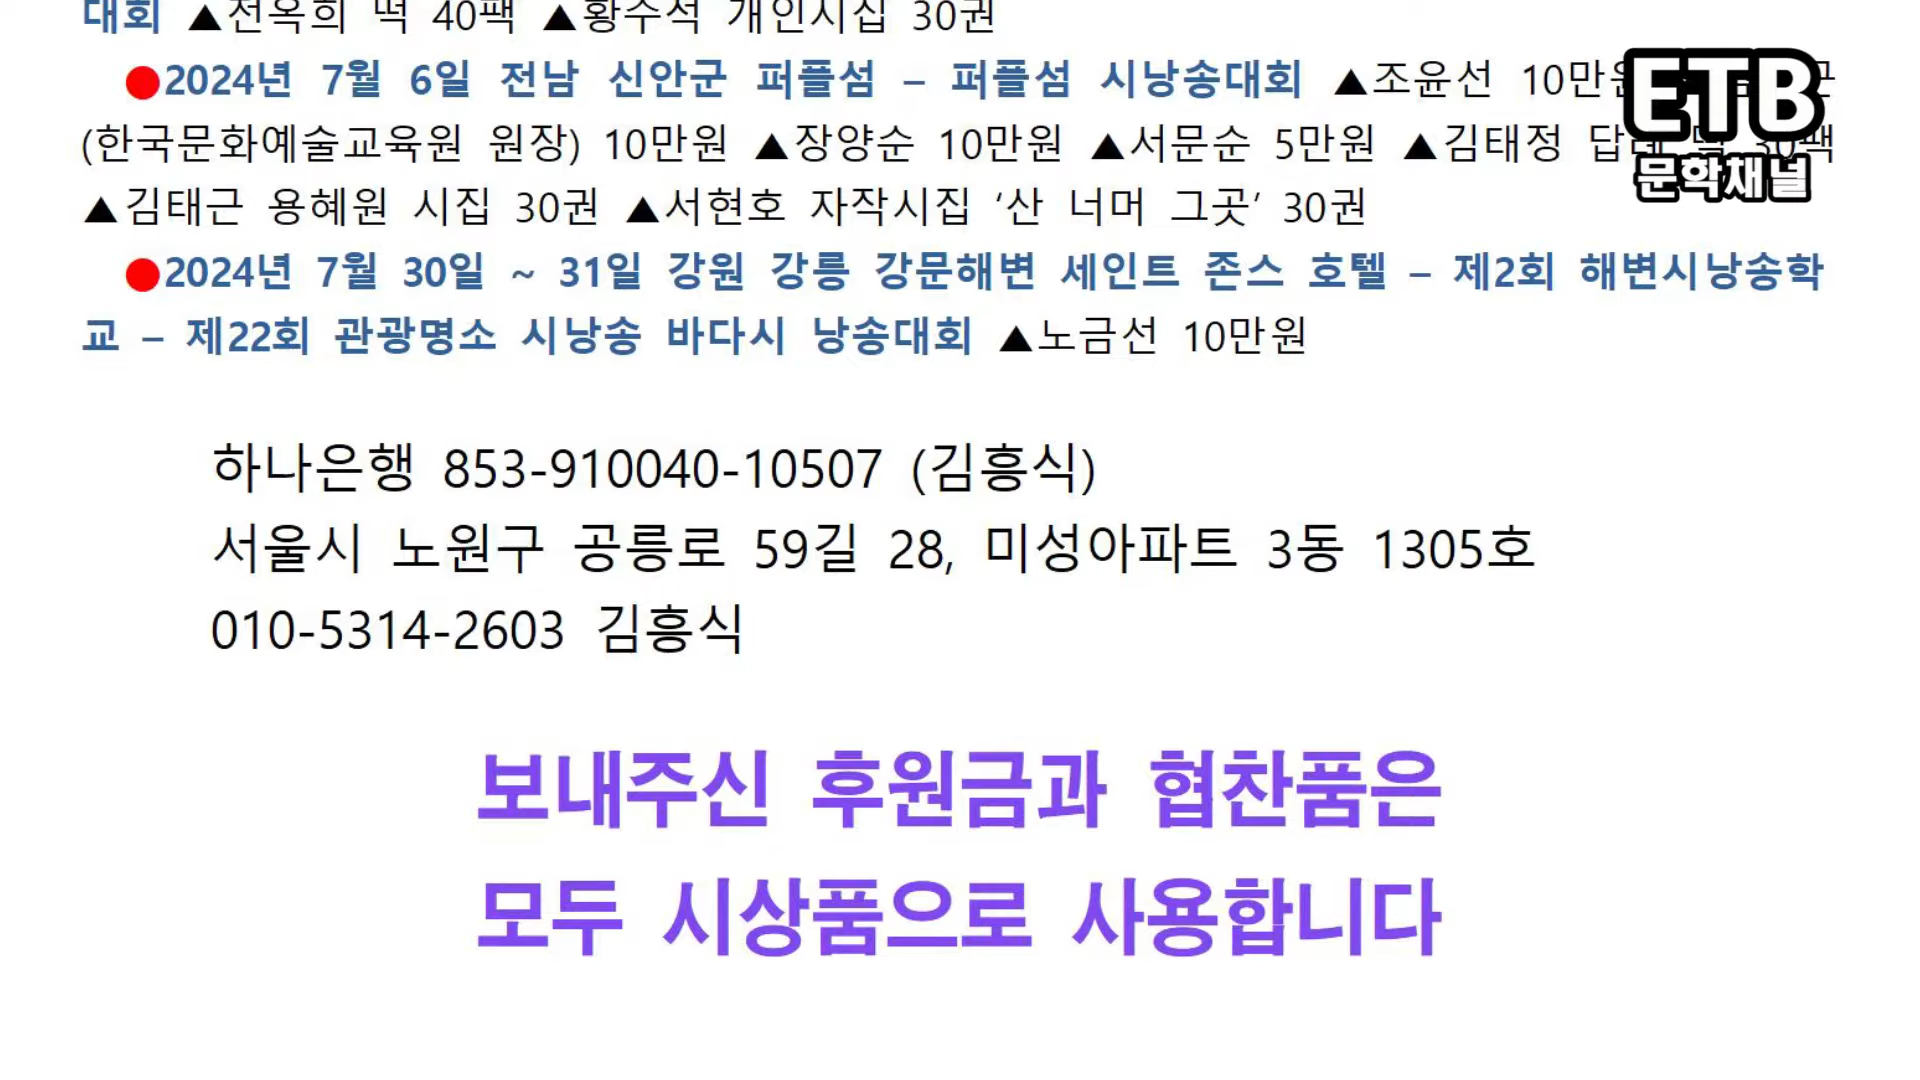 대회 ▲전옥희 떡 40팩 ▲황수석 개인시집 30권
●2024년 7월 6일 전남 신안군 퍼플섬 – 퍼플섬 시낭송대회 ▲조윤선 10만원
(한국문화예술교육원 원장) 10만원 ▲장양순 10만원 ▲서문순 5만원 ▲김태정 답례 떡 30팩
▲김태근 용혜원 시집 30권 ▲서현호 자작시집 ‘산 너머 그곳’ 30권
●2024년 7월 30일 ~ 31일 강원 강릉 강문해변 세인트 존스 호텔 – 제2회 해변시낭송학
교 – 제22회 관광명소 시낭송 바다시 낭송대회 ▲노금선 10만원
ETB
문학채널
하나은행 853-910040-10507 (김흥식)
서울시 노원구 공릉로 59길 28, 미성아파트 3동 1305호
010-5314-2603 김흥식
보내주신 후원금과 협찬품은
모두 시상품으로 사용합니다